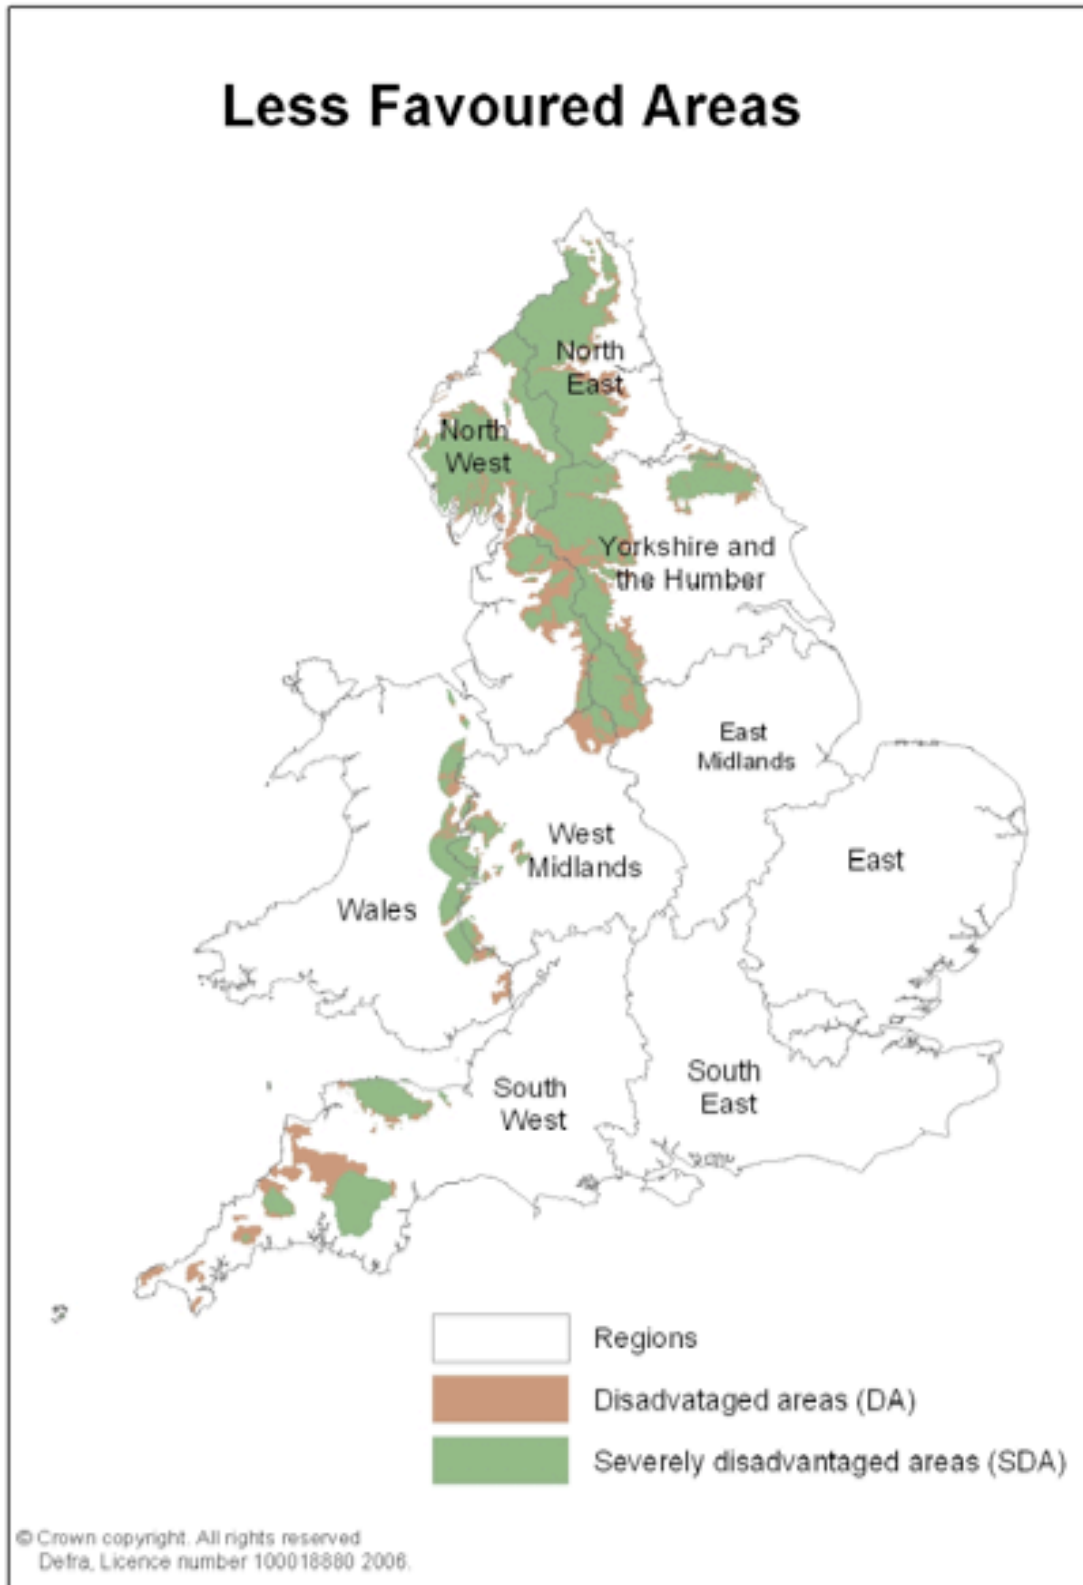 Less Favoured Areas
North
East
North
West
Yorkshire and
the Humber
East
Midlands
West
Midlands
East
Wales
South
West
South
East
Regions
Disadvataged areas (DA)
Severely disadvantaged areas (SDA)
© Crown copyright. All rights reserved
Defra, Licence number 100018880 2006.